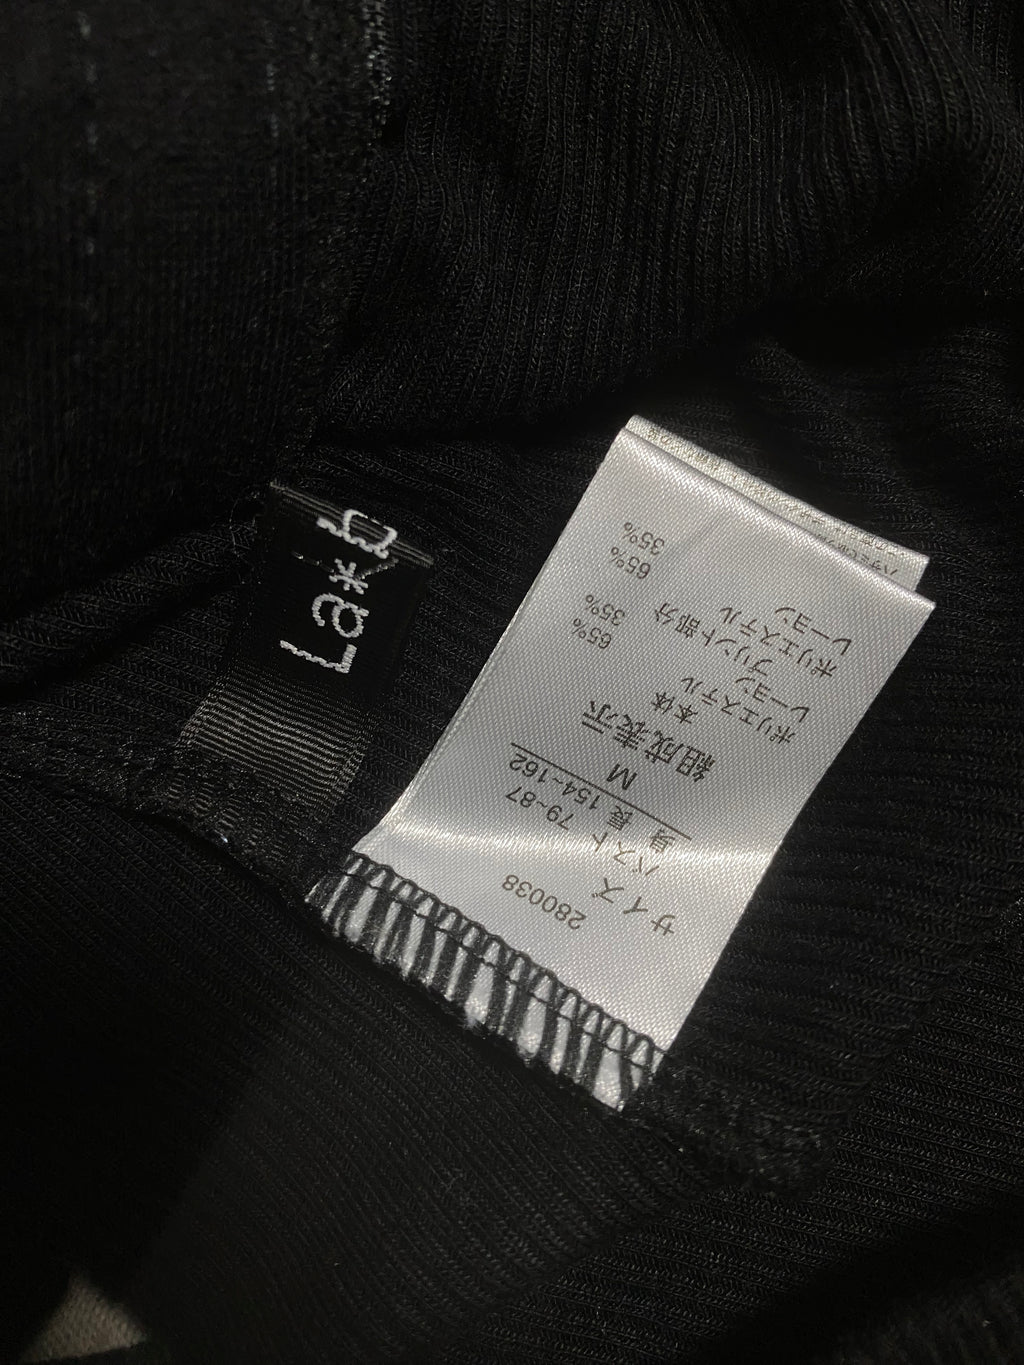 La*
280038
サイズ
バスト 79~87
身長 154~162
M
組成表示
本体
ポリエステル 65%
レーヨン 35%
プリント部分
ポリエステル 65%
レーヨン 35%